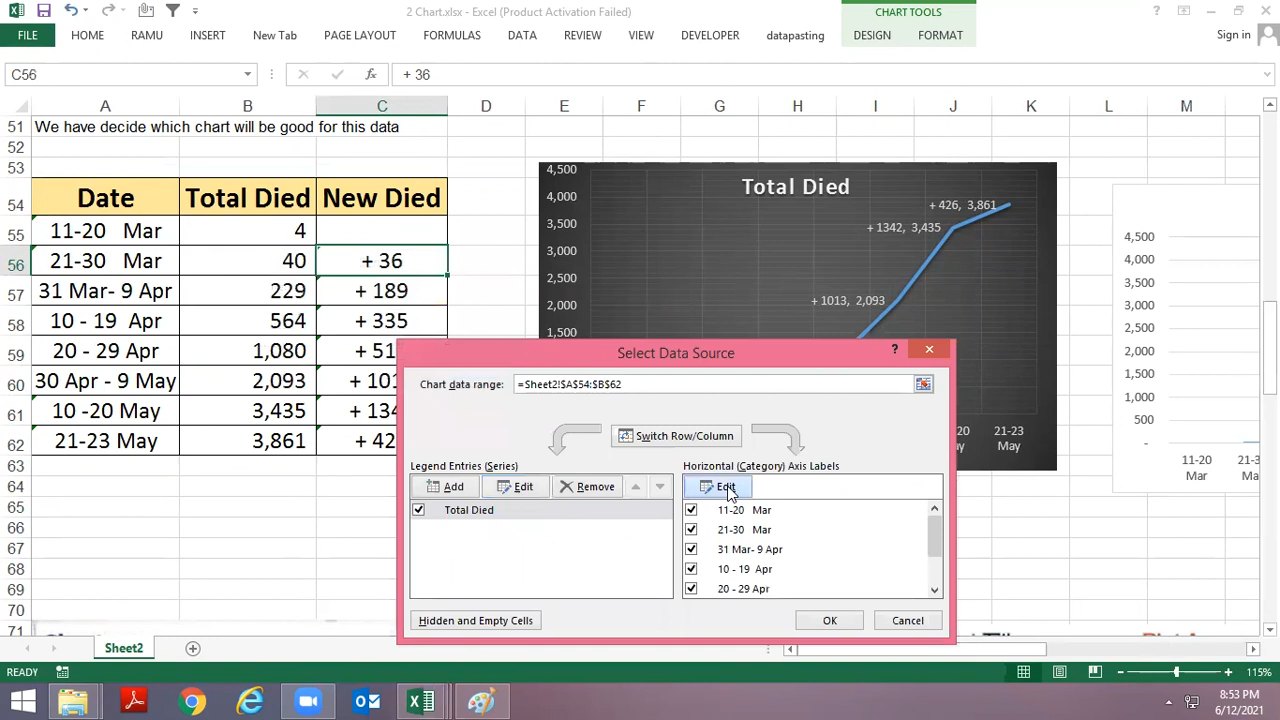 2 Chart.xlsx - Excel (Product Activation Failed)
CHART TOOLS
FILE HOME RAMU INSERT New Tab PAGE LAYOUT FORMULAS DATA REVIEW VIEW DEVELOPER datapasting DESIGN FORMAT Sign in
C56 fx + 36
A B C D E F G H I J K L M
51 We have decide which chart will be good for this data
52
53
54 Date Total Died New Died
55 11-20 Mar 4
56 21-30 Mar 40 + 36
57 31 Mar- 9 Apr 229 + 189
58 10 - 19 Apr 564 + 335
59 20 - 29 Apr 1,080 + 51
60 30 Apr - 9 May 2,093 + 101
61 10 -20 May 3,435 + 134
62 21-23 May 3,861 + 42
63
64
65
66
67
68
69
70
71
Total Died
4,500
4,000
3,500
3,000
2,500
2,000
1,500
+ 426, 3,861
+ 1342, 3,435
+ 1013, 2,093
-20 21-23
May May
4,500
4,000
3,500
3,000
2,500
2,000
1,500
1,000
500
-
11-20 21-3
Mar M
Select Data Source
? ×
Chart data range: =Sheet2!$A$54:$B$62
Switch Row/Column
Legend Entries (Series)
Add Edit Remove
Total Died
Horizontal (Category) Axis Labels
Edit
11-20 Mar
21-30 Mar
31 Mar- 9 Apr
10 - 19 Apr
20 - 29 Apr
Hidden and Empty Cells
OK Cancel
Sheet2
READY 115%
8:53 PM
6/12/2021